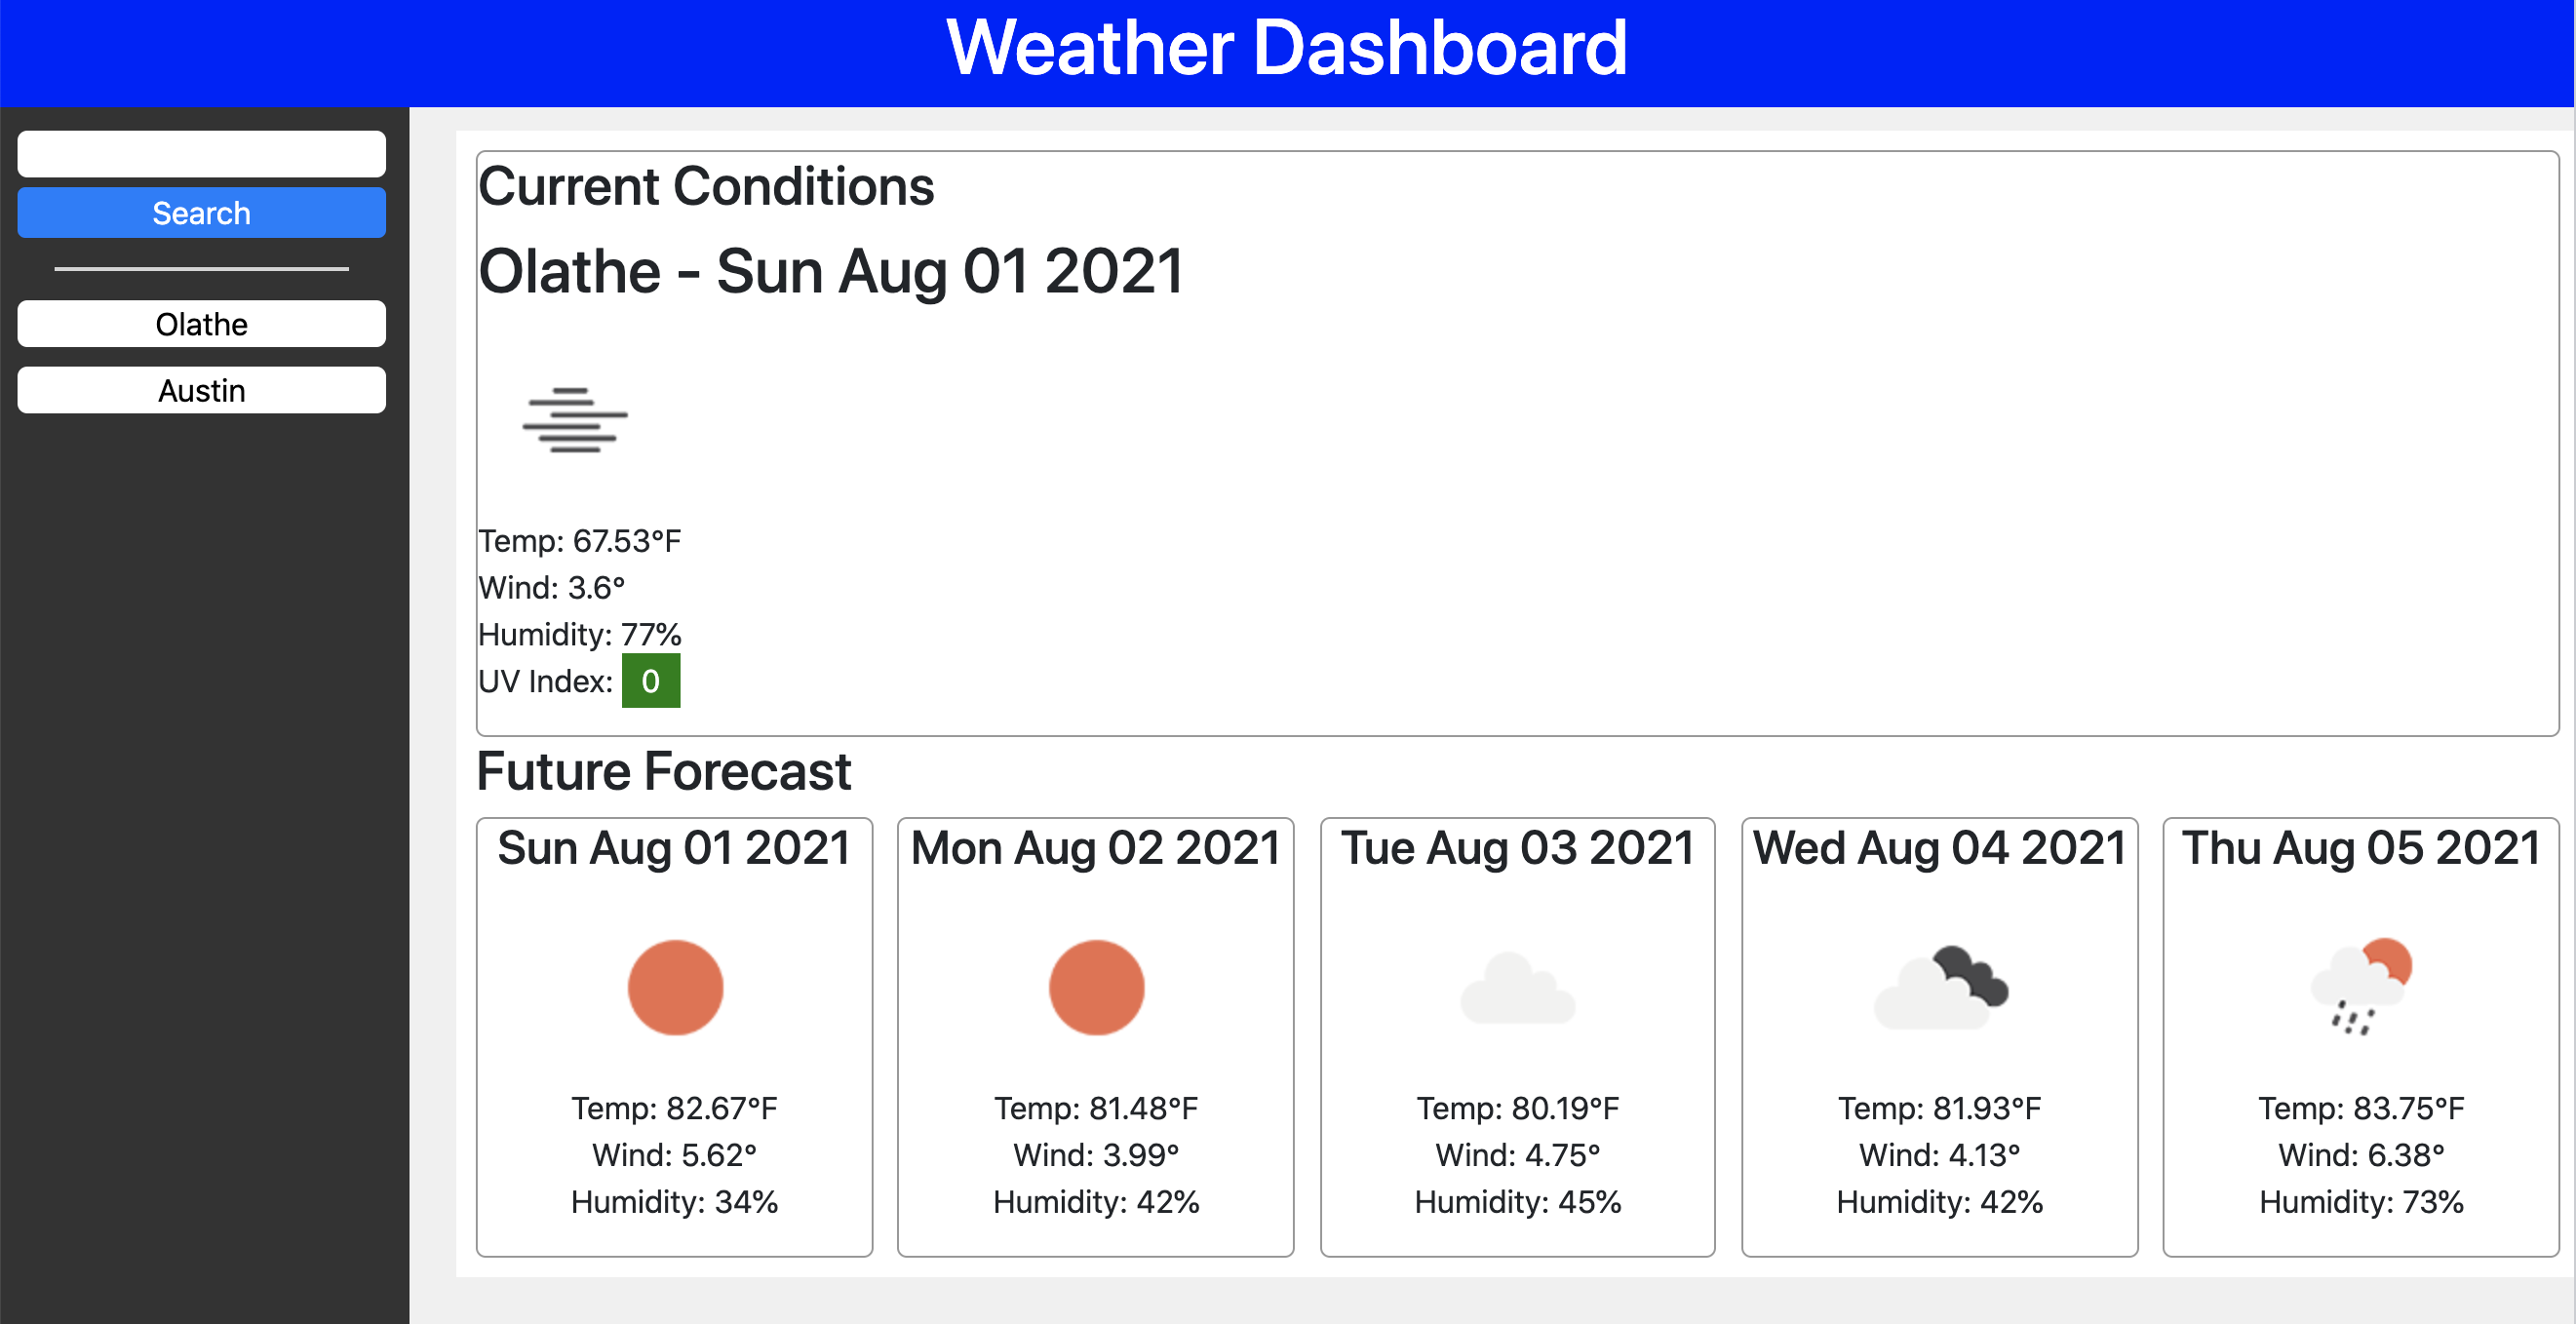 Weather Dashboard
Search
Olathe
Austin
Current Conditions
Olathe - Sun Aug 01 2021
Temp: 67.53°F
Wind: 3.6°
Humidity: 77%
UV Index: 0
Future Forecast
Sun Aug 01 2021
Temp: 82.67°F
Wind: 5.62°
Humidity: 34%
Mon Aug 02 2021
Temp: 81.48°F
Wind: 3.99°
Humidity: 42%
Tue Aug 03 2021
Temp: 80.19°F
Wind: 4.75°
Humidity: 45%
Wed Aug 04 2021
Temp: 81.93°F
Wind: 4.13°
Humidity: 42%
Thu Aug 05 2021
Temp: 83.75°F
Wind: 6.38°
Humidity: 73%